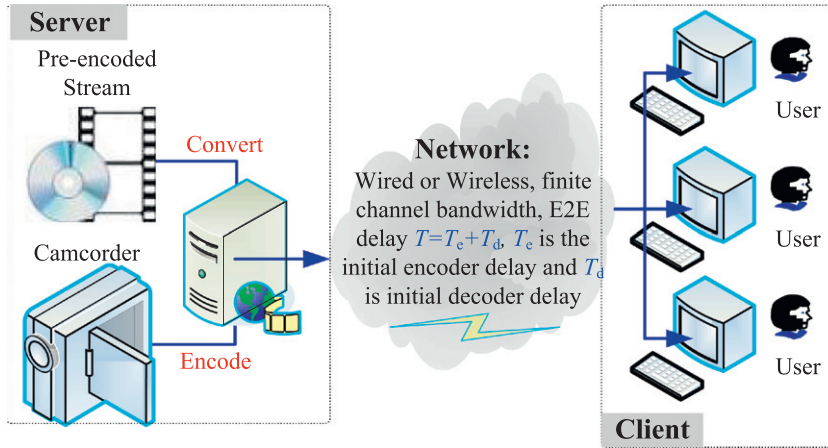 Server
Pre-encoded
Stream
Convert
Camcorder
Encode
Network:
Wired or Wireless, finite
channel bandwidth, E2E
delay T=Te+Td, Te is the
initial encoder delay and Td
is initial decoder delay
User
User
User
Client